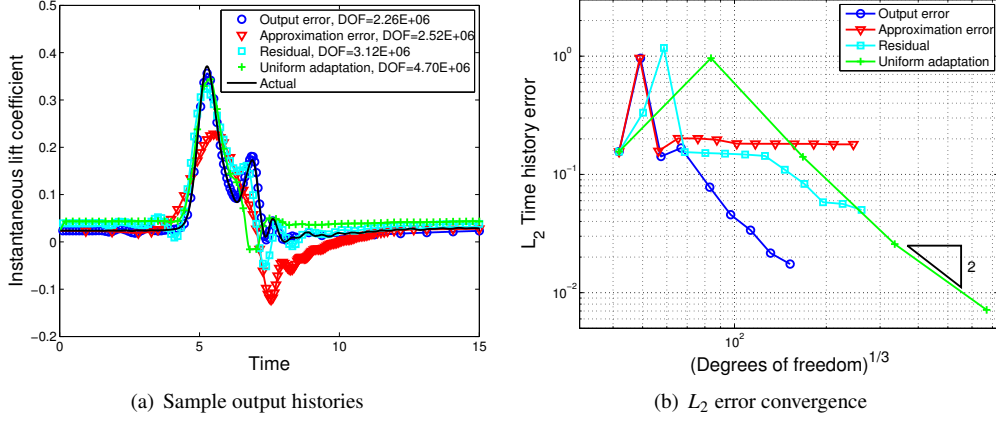 0.5
0.4
0.3
0.2
0.1
0
−0.1
−0.2
0
5
10
15
Instantaneous lift coefficient
Time
Output error, DOF=2.26E+06
Approximation error, DOF=2.52E+06
Residual, DOF=3.12E+06
Uniform adaptation, DOF=4.70E+06
Actual
(a) Sample output histories
10^0
10^−1
10^−2
10^2
L_2 Time history error
(Degrees of freedom)^1/3
Output error
Approximation error
Residual
Uniform adaptation
2
(b) L_2 error convergence